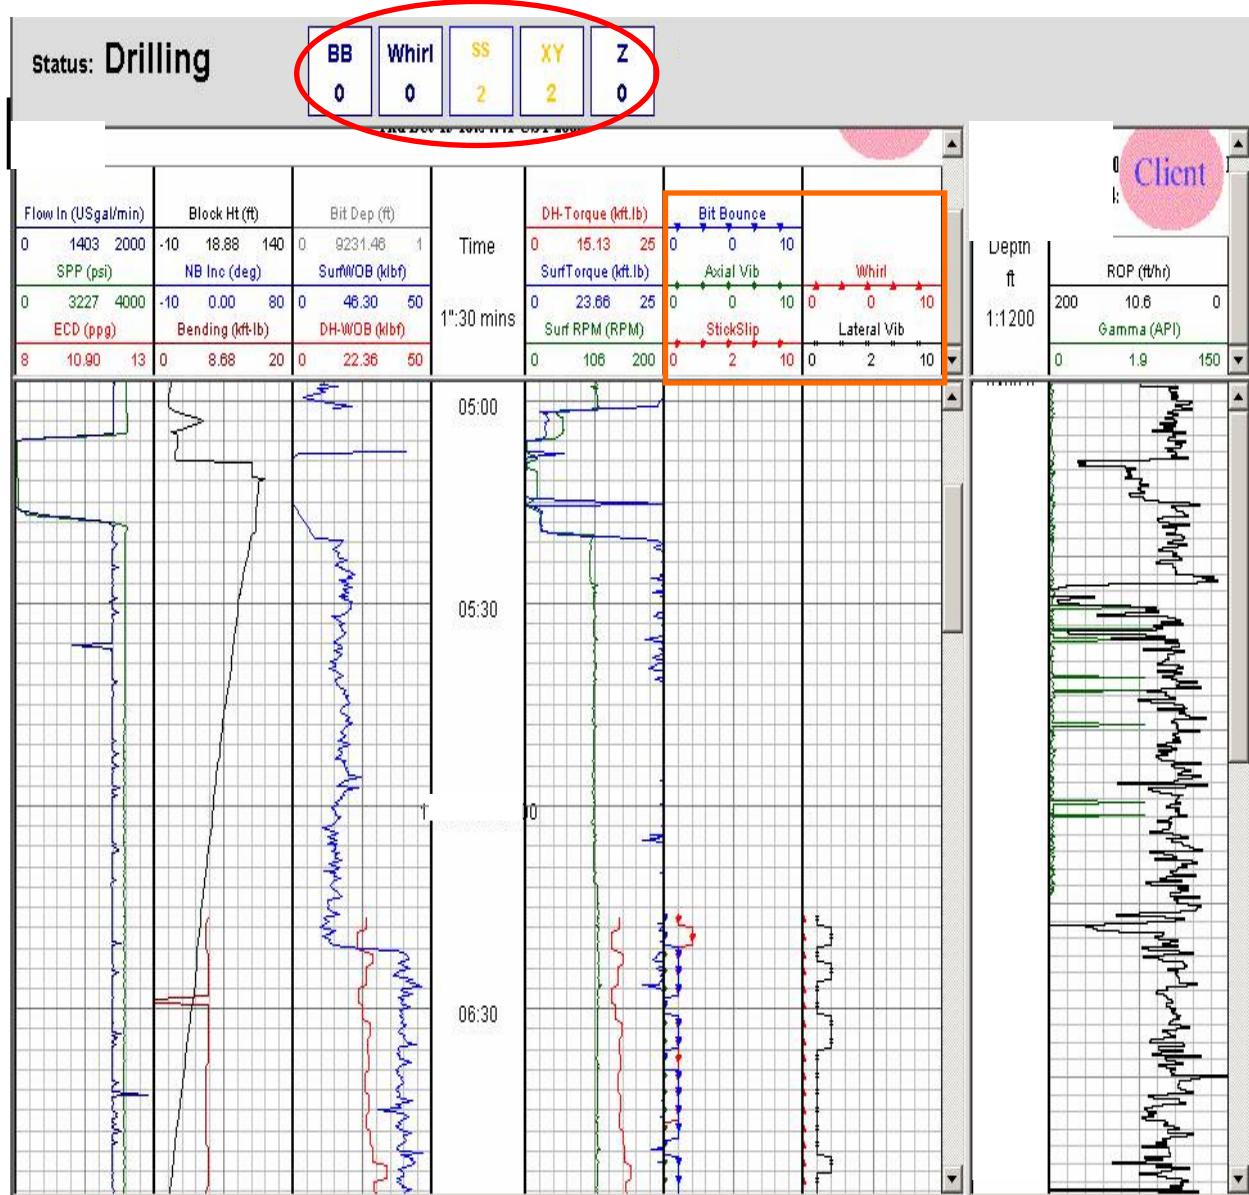 Status: Drilling
BB Whirl SS XY Z
0 0 2 2 0
Client
Flow In (USgal/min) Block Ht (ft) Bit Dep (ft) Time DH-Torque (kft.lb) Bit Bounce Depth
0 1403 2000 -10 18.88 140 0 9231.46 1 0 15.13 25 0 0 10 ft ROP (ft/hr)
SPP (psi) NB Inc (deg) SurfWOB (klbf) SurfTorque (kft.lb) Axial Vib Whirl
0 3227 4000 -10 0.00 80 0 46.30 50 1":30 mins 0 23.66 25 0 0 10 0 0 10 1:1200 200 10.6 0
ECD (ppg) Bending (kft-lb) DH-WOB (klbf) Surf RPM (RPM) StickSlip Lateral Vib Gamma (API)
8 10.90 13 0 8.68 20 0 22.36 50 0 106 200 0 2 10 0 2 10 0 1.9 150
05:00
05:30
06:30